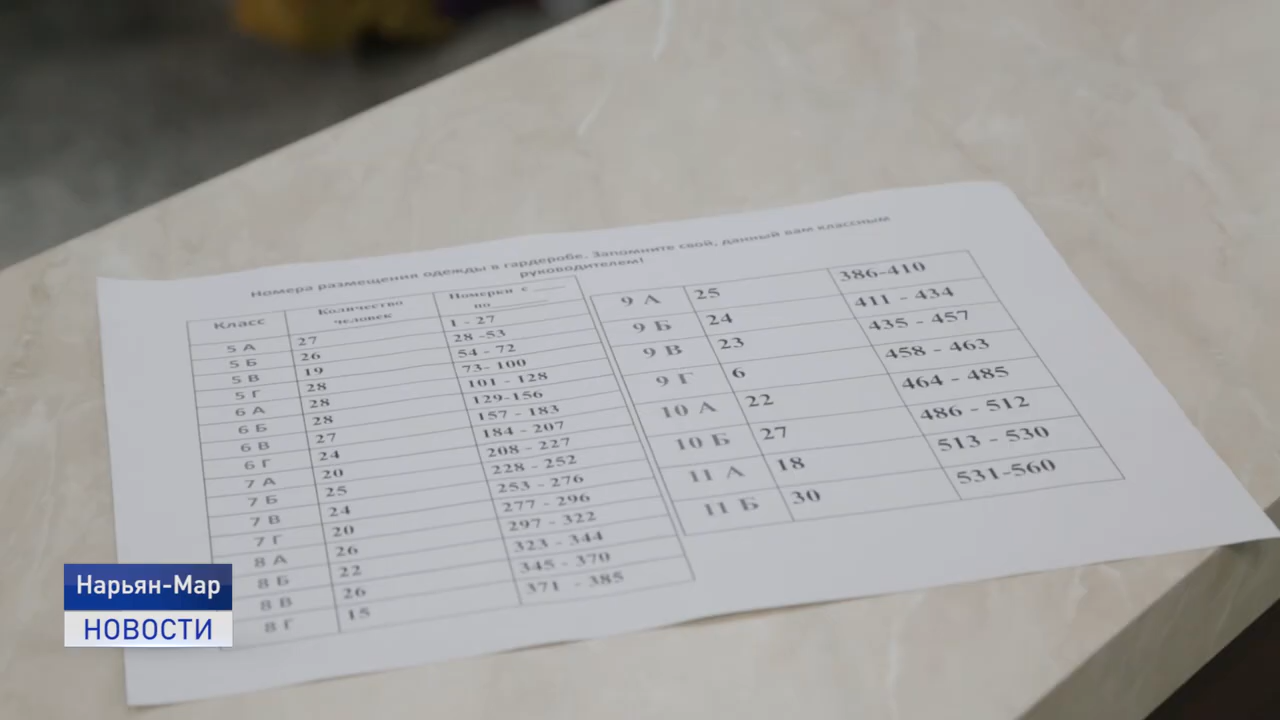 Номера размещения одежды в гардеробе. Запомните свой, данный вам классным
руководителем!
Класс Количество человек Номерки с ____ по ________
5 А 27 1 - 27
5 Б 26 28 -53
5 В 19 54 - 72
5 Г 28 73- 100
6 А 28 101 - 128
6 Б 28 129-156
6 В 27 157 - 183
6 Г 24 184 - 207
7 А 20 208 - 227
7 Б 25 228 - 252
7 В 24 253 - 276
7 Г 20 277 - 296
8 А 26 297 - 322
8 Б 22 323 - 344
8 В 26 345 - 370
8 Г 15 371 - 385
9 А 25 386-410
9 Б 24 411 - 434
9 В 23 435 - 457
9 Г 6 458 - 463
10 А 22 464 - 485
10 Б 27 486 - 512
11 А 18 513 - 530
11 Б 30 531-560
Нарьян-Мар
НОВОСТИ